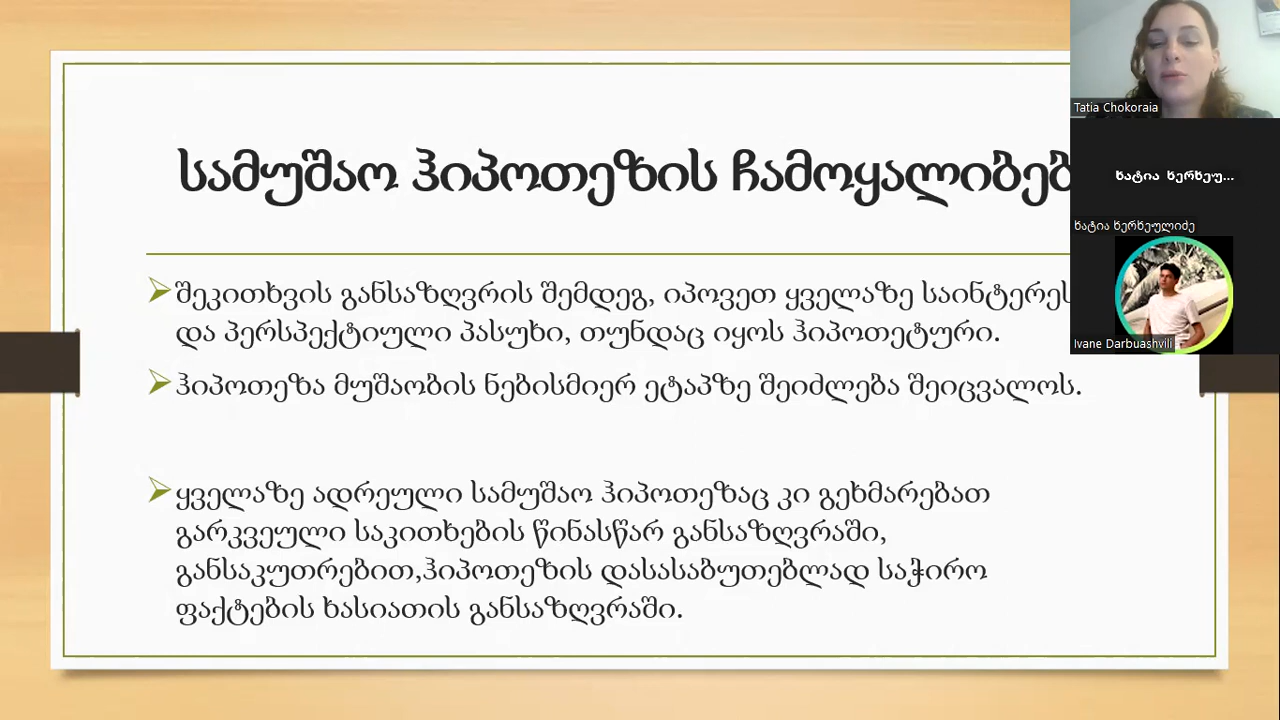 სამუშაო ჰიპოთეზის ჩამოყალიბებ
შეკითხვის განსაზღვრის შემდეგ, იპოვეთ ყველაზე საინტერეს
და პერსპექტიული პასუხი, თუნდაც იყოს ჰიპოთეტური.
ჰიპოთეზა მუშაობის ნებისმიერ ეტაპზე შეიძლება შეიცვალოს.
ყველაზე ადრეული სამუშაო ჰიპოთეზაც კი გეხმარებათ
გარკვეული საკითხების წინასწარ განსაზღვრაში,
განსაკუთრებით,ჰიპოთეზის დასასაბუთებლად საჭირო
ფაქტების ხასიათის განსაზღვრაში.
Tatia Chokoraia
ხატია ხერხეუ...
ხატია ხერხეულიძე
Ivane Darbuashvili